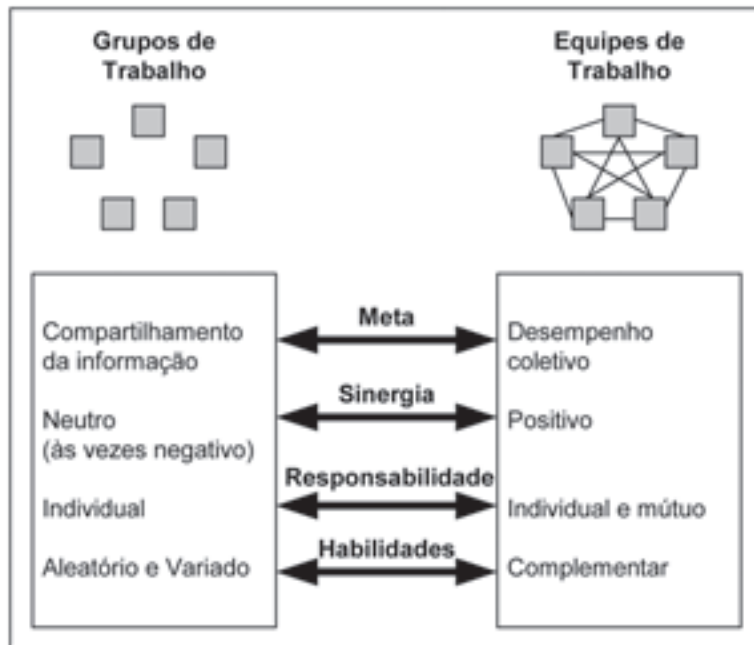 Grupos de
Trabalho
Equipes de
Trabalho
Compartilhamento
da informação
Meta
Desempenho
coletivo
Neutro
(às vezes negativo)
Sinergia
Positivo
Individual
Responsabilidade
Individual e mútuo
Aleatório e Variado
Habilidades
Complementar